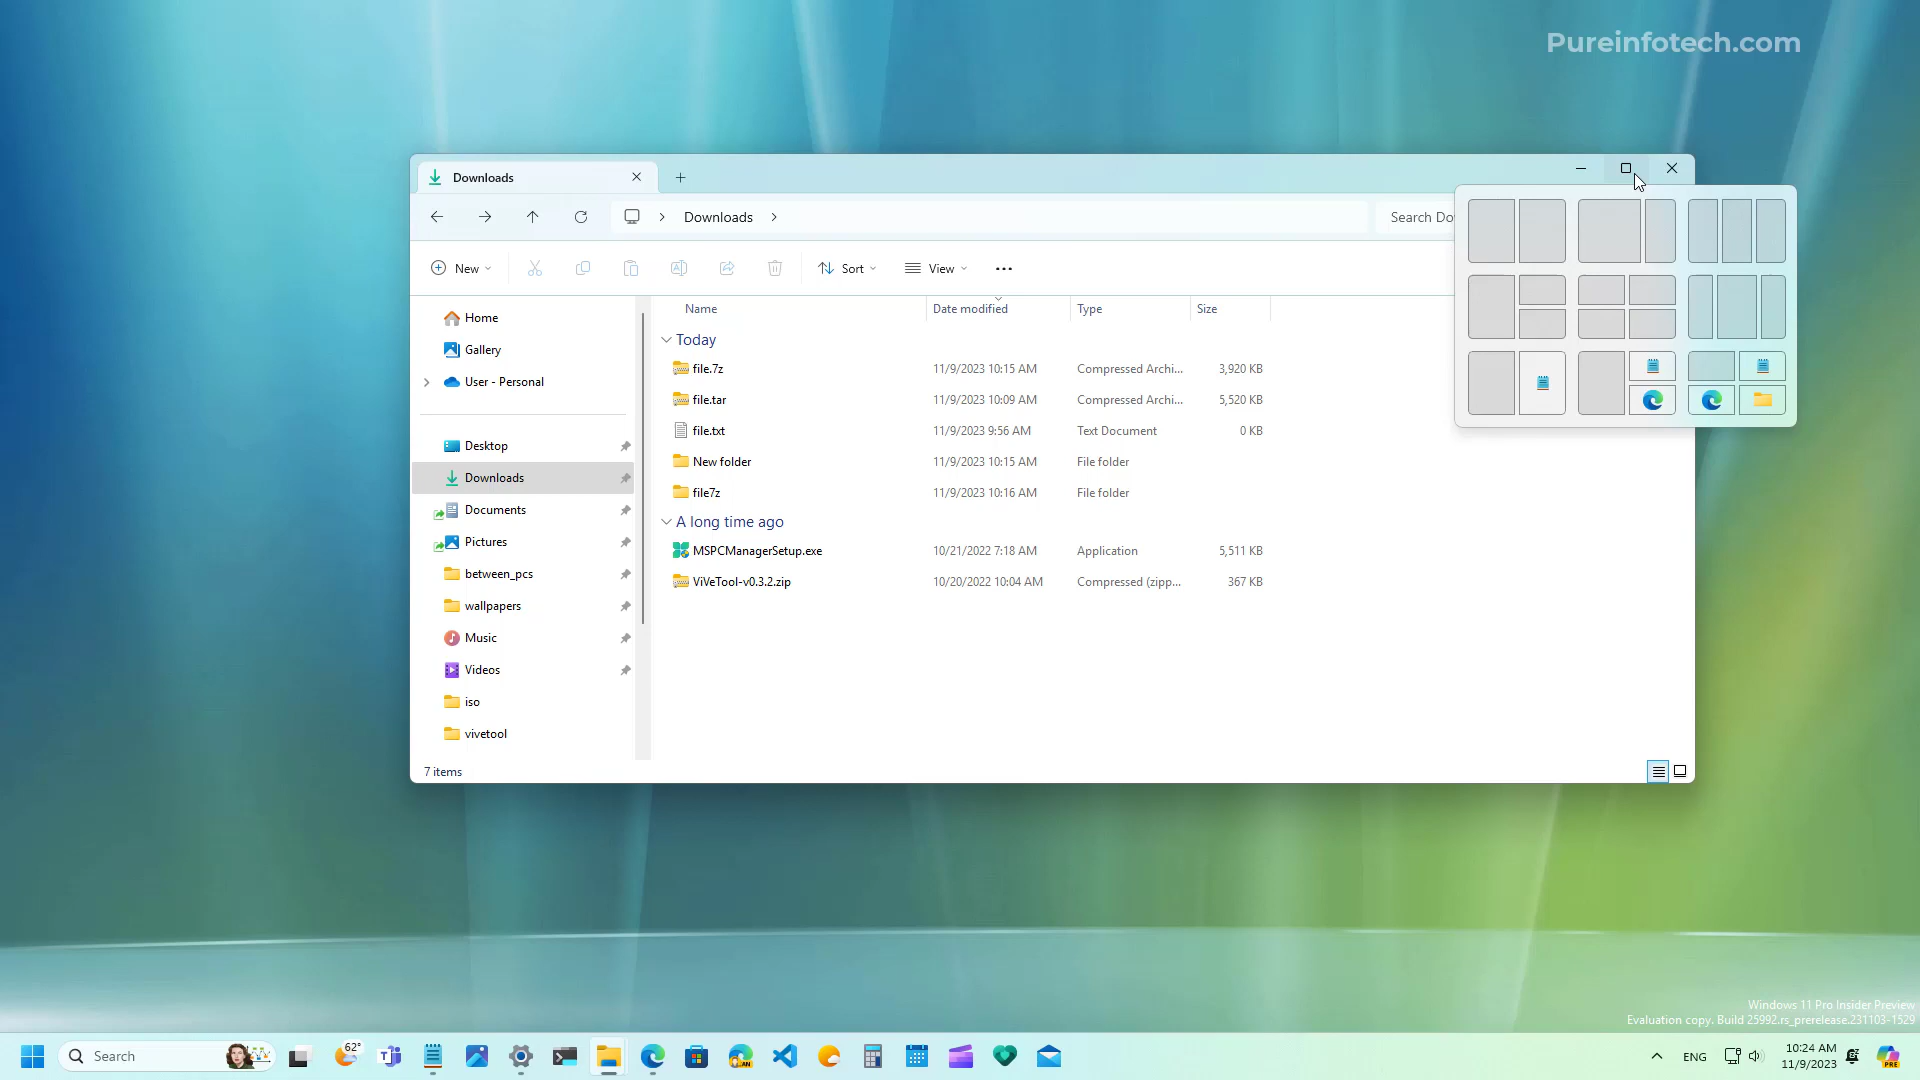 Pureinfotech.com
Downloads
Downloads
Search Do
New
Sort
View
Name Date modified Type Size
Home
Gallery
User - Personal
Desktop
Downloads
Documents
Pictures
between_pcs
wallpapers
Music
Videos
iso
vivetool
Today
file.7z 11/9/2023 10:15 AM Compressed Archi... 3,920 KB
file.tar 11/9/2023 10:09 AM Compressed Archi... 5,520 KB
file.txt 11/9/2023 9:56 AM Text Document 0 KB
New folder 11/9/2023 10:15 AM File folder
file7z 11/9/2023 10:16 AM File folder
A long time ago
MSPCManagerSetup.exe 10/21/2022 7:18 AM Application 5,511 KB
ViVeTool-v0.3.2.zip 10/20/2022 10:04 AM Compressed (zipp... 367 KB
7 items
Windows 11 Pro Insider Preview
Evaluation copy. Build 25992.rs_prerelease.231103-1529
Search
62°
CAN
ENG
10:24 AM
11/9/2023
PRE